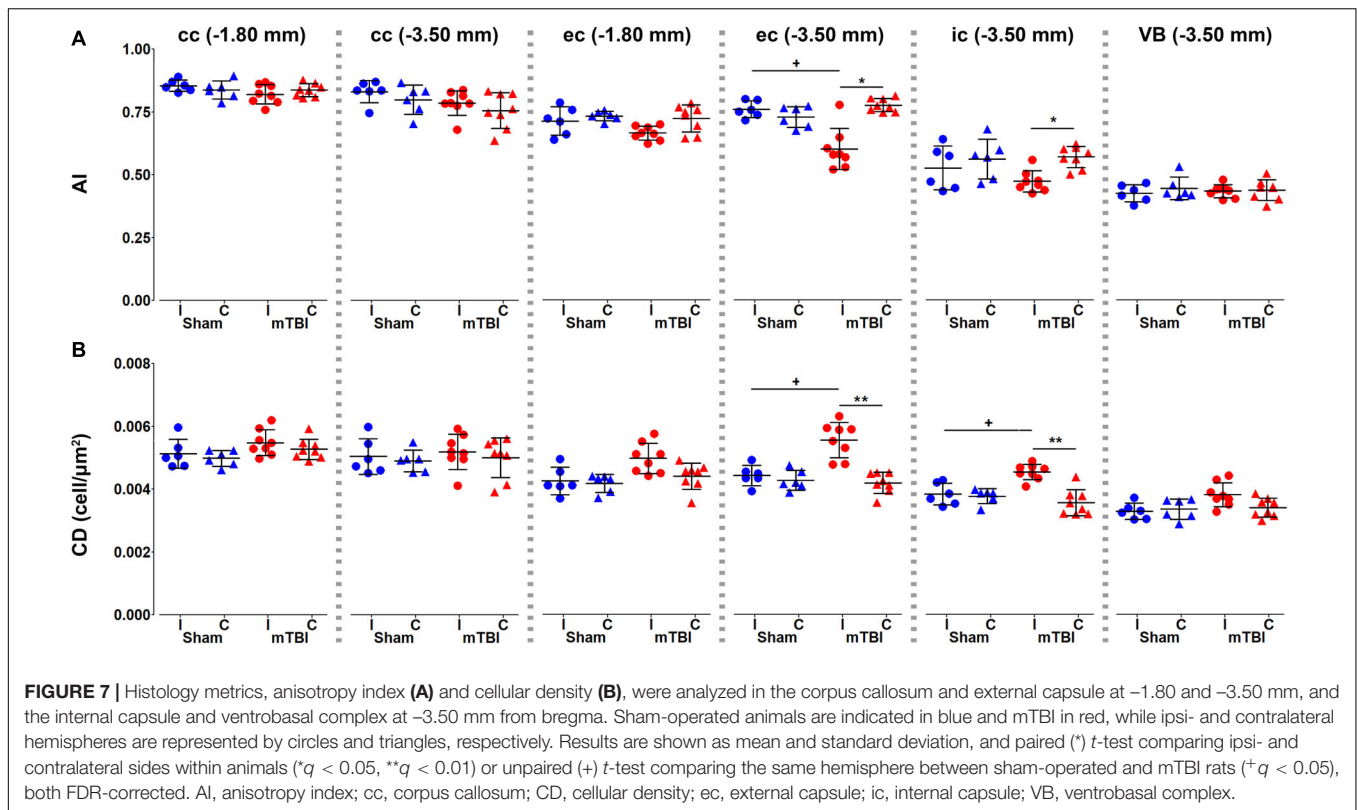 A
cc (-1.80 mm) cc (-3.50 mm) ec (-1.80 mm) ec (-3.50 mm) ic (-3.50 mm) VB (-3.50 mm)
1.00
0.75
0.50
0.25
0.00
AI
+
*
*
I C I C I C I C I C I C I C I C I C I C I C I C
Sham mTBI Sham mTBI Sham mTBI Sham mTBI Sham mTBI Sham mTBI
B
0.008
0.006
0.004
0.002
0.000
CD (cell/μm²)
+
**
+
**
I C I C I C I C I C I C I C I C I C I C I C I C
Sham mTBI Sham mTBI Sham mTBI Sham mTBI Sham mTBI Sham mTBI
FIGURE 7 | Histology metrics, anisotropy index (A) and cellular density (B), were analyzed in the corpus callosum and external capsule at –1.80 and –3.50 mm, and
the internal capsule and ventrobasal complex at –3.50 mm from bregma. Sham-operated animals are indicated in blue and mTBI in red, while ipsi- and contralateral
hemispheres are represented by circles and triangles, respectively. Results are shown as mean and standard deviation, and paired (*) t-test comparing ipsi- and
contralateral sides within animals (*q < 0.05, **q < 0.01) or unpaired (+) t-test comparing the same hemisphere between sham-operated and mTBI rats (+q < 0.05),
both FDR-corrected. AI, anisotropy index; cc, corpus callosum; CD, cellular density; ec, external capsule; ic, internal capsule; VB, ventrobasal complex.